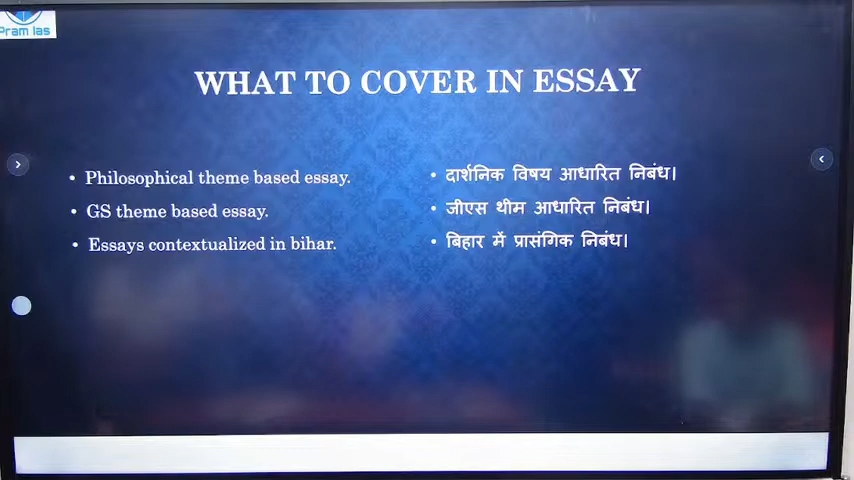 Pram Ias
WHAT TO COVER IN ESSAY
• Philosophical theme based essay.
• GS theme based essay.
• Essays contextualized in bihar.
• दार्शनिक विषय आधारित निबंध।
• जीएस थीम आधारित निबंध।
• बिहार में प्रासंगिक निबंध।